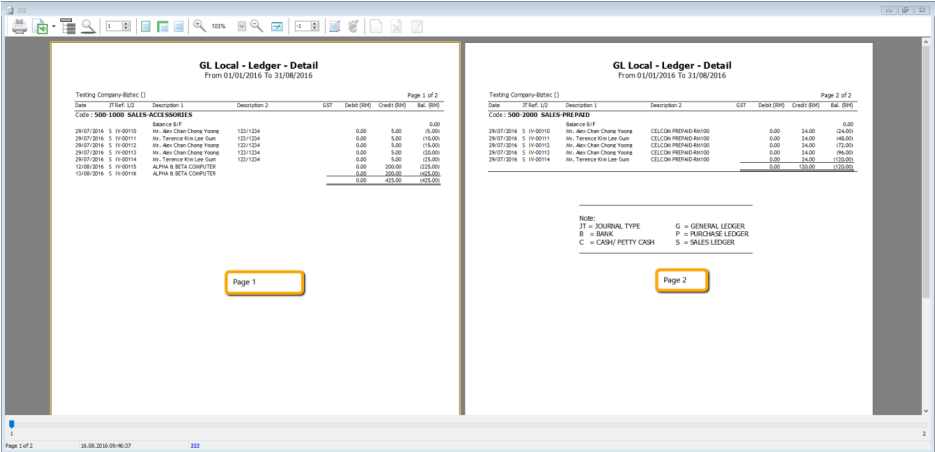 222
1
100%
-1
GL Local - Ledger - Detail
From 01/01/2016 To 31/08/2016
Testing Company-Biztec () Page 1 of 2
Date JT Ref. 1/2 Description 1 Description 2 GST Debit (RM) Credit (RM) Bal. (RM)
Code : 500-1000 SALES-ACCESSORIES
Balance B/F 0.00
29/07/2016 S IV-00110 Mr. Alex Chan Chong Yoong 123/1234 0.00 5.00 (5.00)
29/07/2016 S IV-00111 Mr. Terence Kim Lee Gum 123/1234 0.00 5.00 (10.00)
29/07/2016 S IV-00112 Mr. Alex Chan Chong Yoong 123/1234 0.00 5.00 (15.00)
29/07/2016 S IV-00113 Mr. Alex Chan Chong Yoong 123/1234 0.00 5.00 (20.00)
29/07/2016 S IV-00114 Mr. Terence Kim Lee Gum 123/1234 0.00 5.00 (25.00)
12/08/2016 S IV-00115 ALPHA & BETA COMPUTER 0.00 200.00 (225.00)
13/08/2016 S IV-00116 ALPHA & BETA COMPUTER 0.00 200.00 (425.00)
0.00 425.00 (425.00)
Page 1
GL Local - Ledger - Detail
From 01/01/2016 To 31/08/2016
Testing Company-Biztec () Page 2 of 2
Date JT Ref. 1/2 Description 1 Description 2 GST Debit (RM) Credit (RM) Bal. (RM)
Code : 500-2000 SALES-PREPAID
Balance B/F 0.00
29/07/2016 S IV-00110 Mr. Alex Chan Chong Yoong CELCOM PREPAID-RM100 0.00 24.00 (24.00)
29/07/2016 S IV-00111 Mr. Terence Kim Lee Gum CELCOM PREPAID-RM100 0.00 24.00 (48.00)
29/07/2016 S IV-00112 Mr. Alex Chan Chong Yoong CELCOM PREPAID-RM100 0.00 24.00 (72.00)
29/07/2016 S IV-00113 Mr. Alex Chan Chong Yoong CELCOM PREPAID-RM100 0.00 24.00 (96.00)
29/07/2016 S IV-00114 Mr. Terence Kim Lee Gum CELCOM PREPAID-RM100 0.00 24.00 (120.00)
0.00 120.00 (120.00)
Note:
JT = JOURNAL TYPE G = GENERAL LEDGER
B = BANK P = PURCHASE LEDGER
C = CASH/ PETTY CASH S = SALES LEDGER
Page 2
1 2
Page 1 of 2 16.08.2016 09:46:37 222